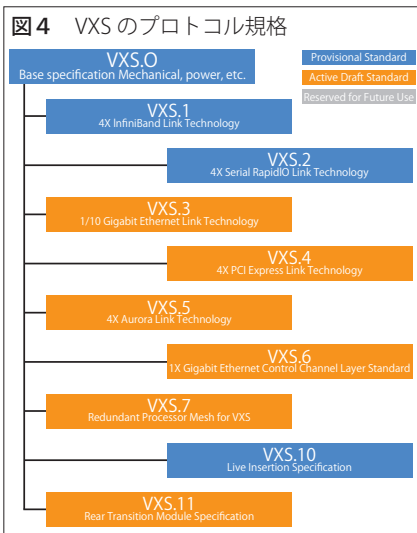 図4 VXS のプロトコル規格
VXS.O
Base specification Mechanical, power, etc.
Provisional Standard
Active Draft Standard
Reserved for Future Use
VXS.1
4X InfiniBand Link Technology
VXS.2
4X Serial RapidIO Link Technology
VXS.3
1/10 Gigabit Ethernet Link Technology
VXS.4
4X PCI Express Link Technology
VXS.5
4X Aurora Link Technology
VXS.6
1X Gigabit Ethernet Control Channel Layer Standard
VXS.7
Redundant Processor Mesh for VXS
VXS.10
Live Insertion Specification
VXS.11
Rear Transition Module Specification